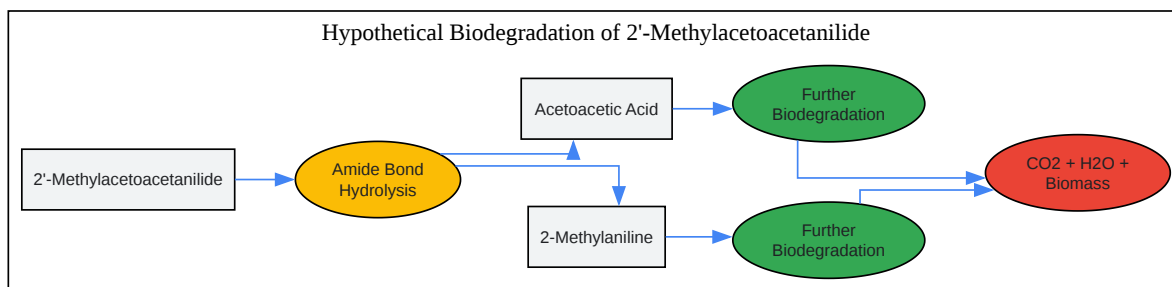 Hypothetical Biodegradation of 2'-Methylacetoacetanilide
2'-Methylacetoacetanilide
Amide Bond
Hydrolysis
Acetoacetic Acid
Further
Biodegradation
2-Methylaniline
Further
Biodegradation
CO2 + H2O +
Biomass